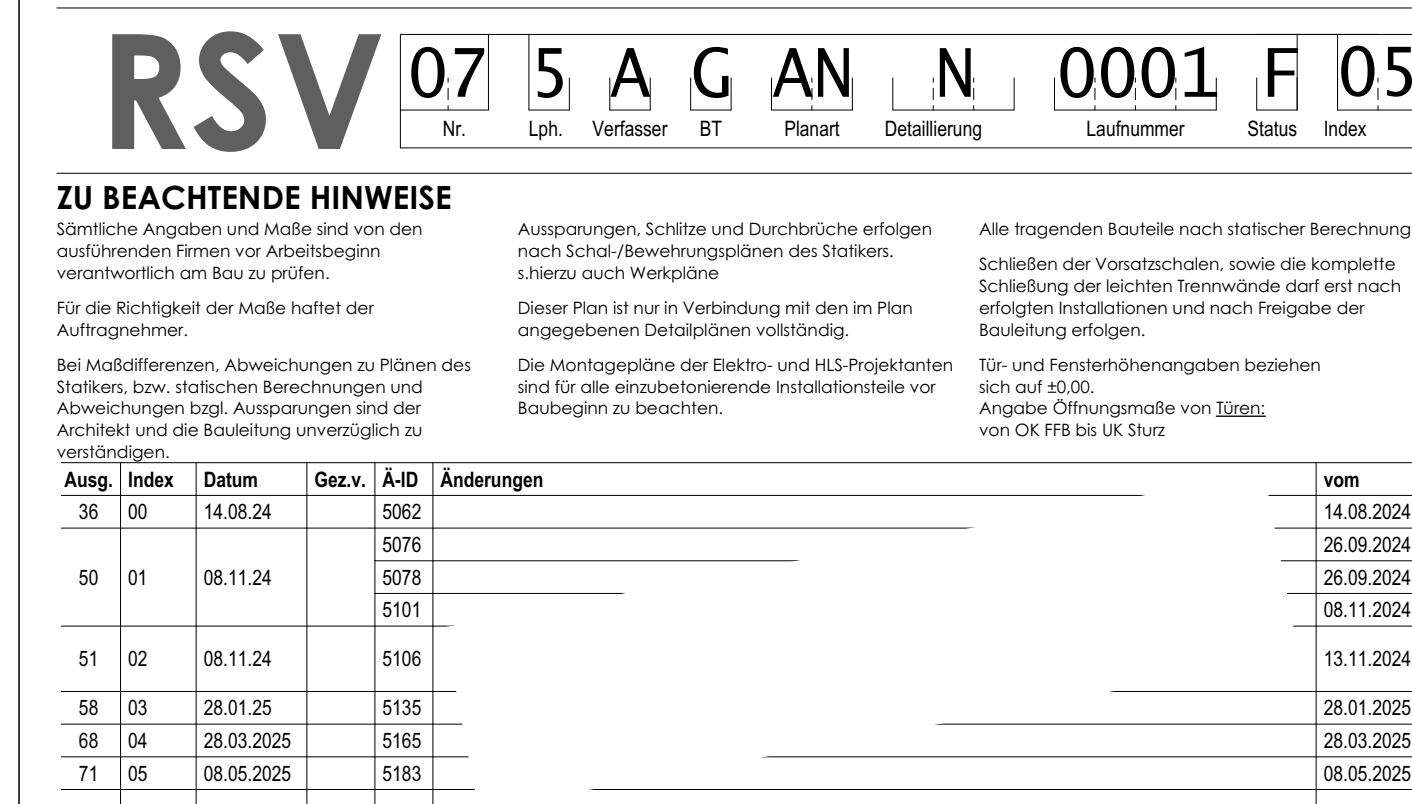 RSV
07 5 A G AN N 0001 F 05
Nr. Lph. Verfasser BT Planart Detaillierung Laufnummer Status Index
ZU BEACHTENDE HINWEISE
Sämtliche Angaben und Maße sind von den
ausführenden Firmen vor Arbeitsbeginn
verantwortlich am Bau zu prüfen.
Für die Richtigkeit der Maße haftet der
Auftragnehmer.
Bei Maßdifferenzen, Abweichungen zu Plänen des
Statikers, bzw. statischen Berechnungen und
Abweichungen bzgl. Aussparungen sind der
Architekt und die Bauleitung unverzüglich zu
verständigen.
Aussparungen, Schlitze und Durchbrüche erfolgen
nach Schal-/Bewehrungsplänen des Statikers.
s.hierzu auch Werkpläne
Dieser Plan ist nur in Verbindung mit den im Plan
angegebenen Detailplänen vollständig.
Die Montagepläne der Elektro- und HLS-Projektanten
sind für alle einzubetonierende Installationsteile vor
Baubeginn zu beachten.
Alle tragenden Bauteile nach statischer Berechnung
Schließen der Vorsatzschalen, sowie die komplette
Schließung der leichten Trennwände darf erst nach
erfolgten Installationen und nach Freigabe der
Bauleitung erfolgen.
Tür- und Fensterhöhenangaben beziehen
sich auf ±0,00.
Angabe Öffnungsmaße von Türen:
von OK FFB bis UK Sturz
Ausg. Index Datum Gez.v. Ä-ID Änderungen vom
36 00 14.08.24 5062 14.08.2024
5076 26.09.2024
50 01 08.11.24 5078 26.09.2024
5101 08.11.2024
51 02 08.11.24 5106 13.11.2024
58 03 28.01.25 5135 28.01.2025
68 04 28.03.2025 5165 28.03.2025
71 05 08.05.2025 5183 08.05.2025